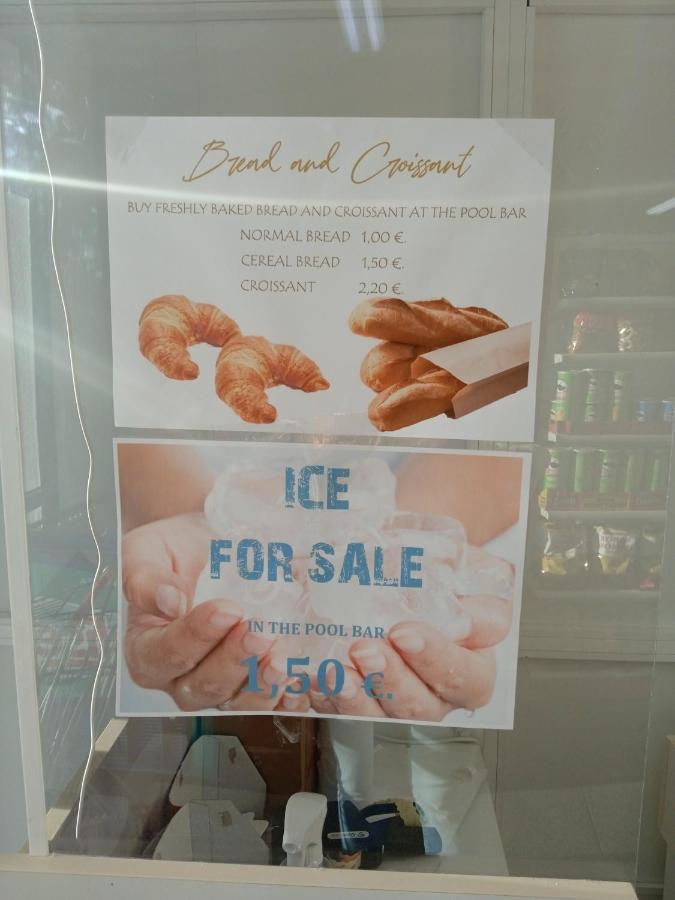 Bread and Croissant
BUY FRESHLY BAKED BREAD AND CROISSANT AT THE POOL BAR
NORMAL BREAD 1,00 €.
CEREAL BREAD 1,50 €.
CROISSANT 2,20 €.
ICE
FOR SALE
IN THE POOL BAR
1,50 €.